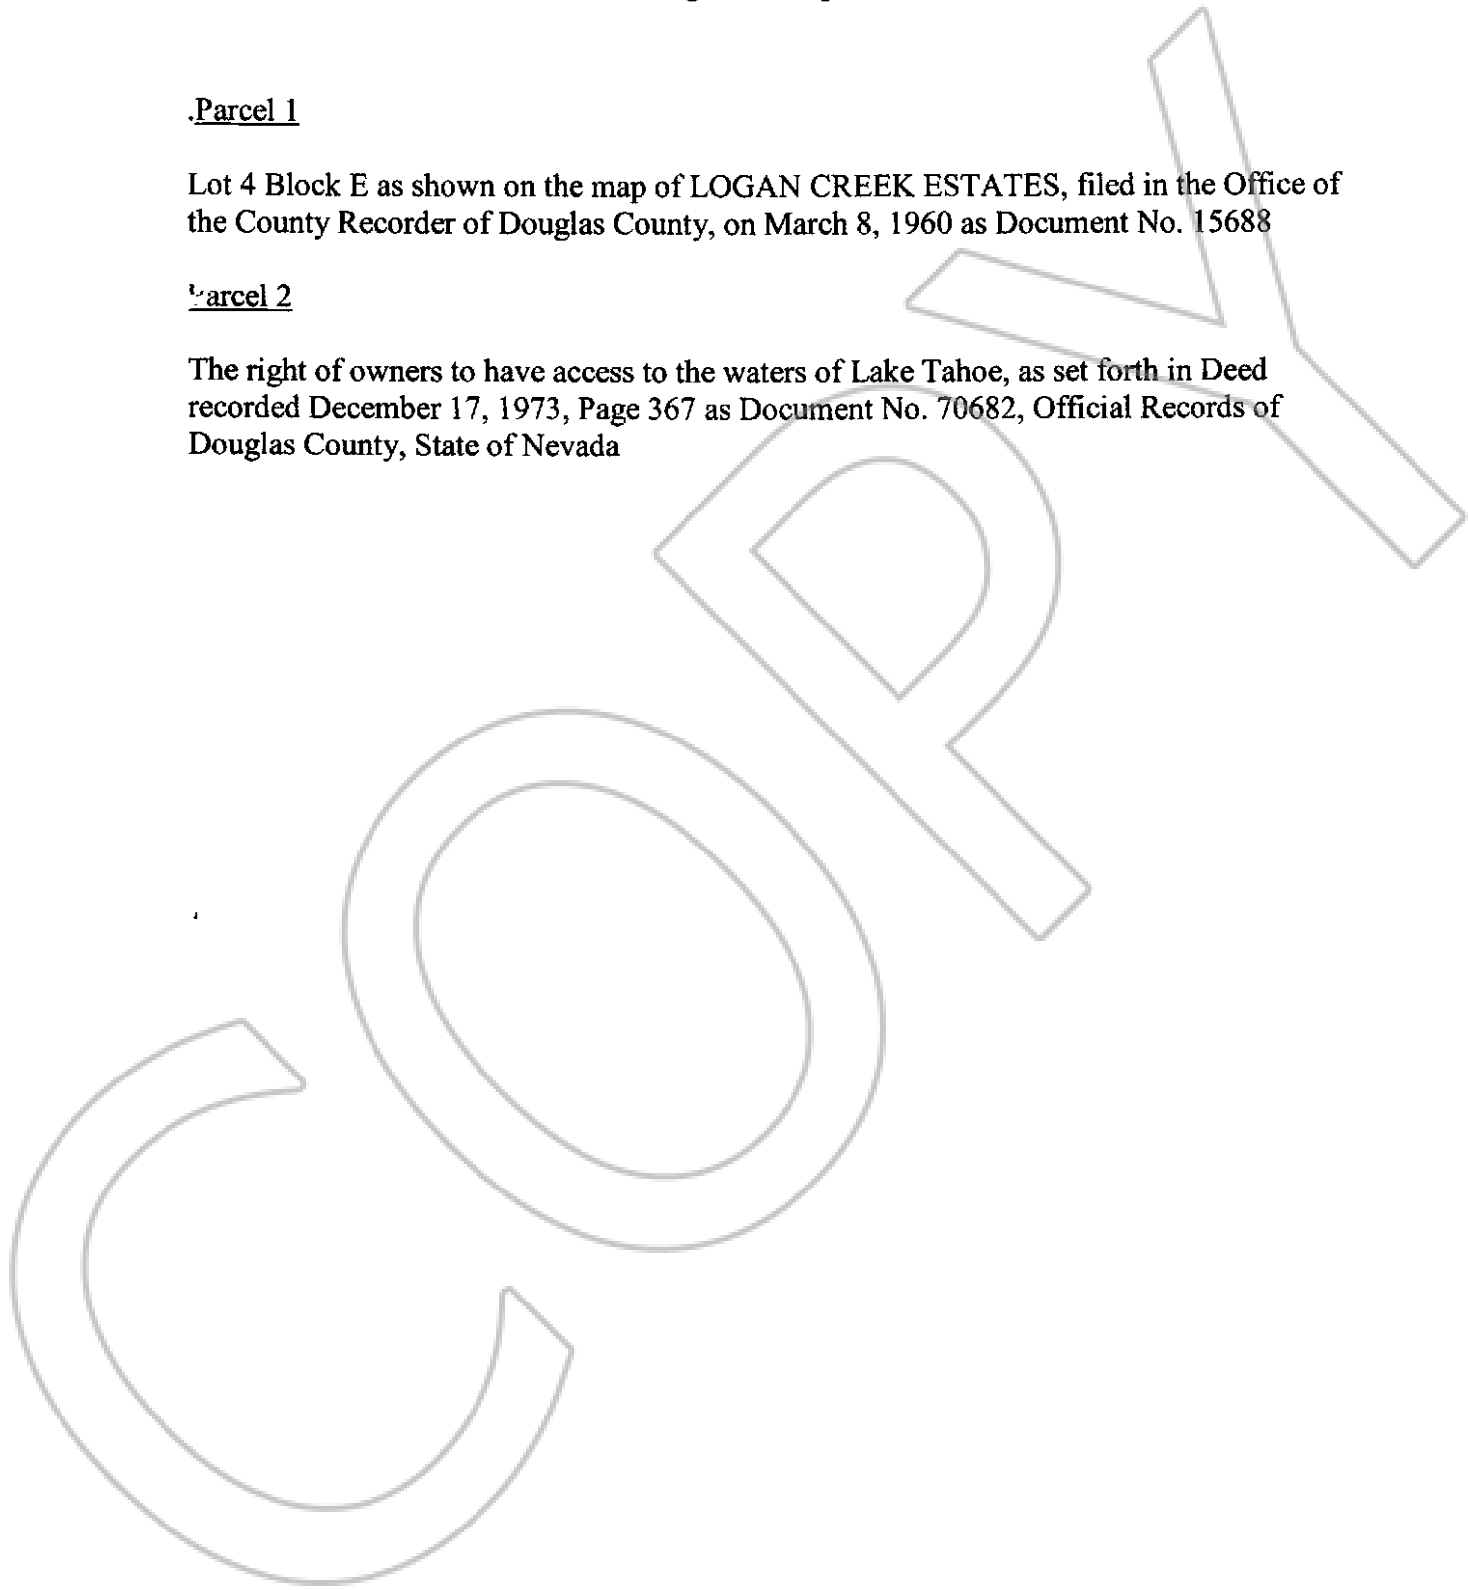 .Parcel 1
Lot 4 Block E as shown on the map of LOGAN CREEK ESTATES, filed in the Office of
the County Recorder of Douglas County, on March 8, 1960 as Document No. 15688
arcel 2
The right of owners to have access to the waters of Lake Tahoe, as set forth in Deed
recorded December 17, 1973, Page 367 as Document No. 70682, Official Records of
Douglas County, State of Nevada
COPY